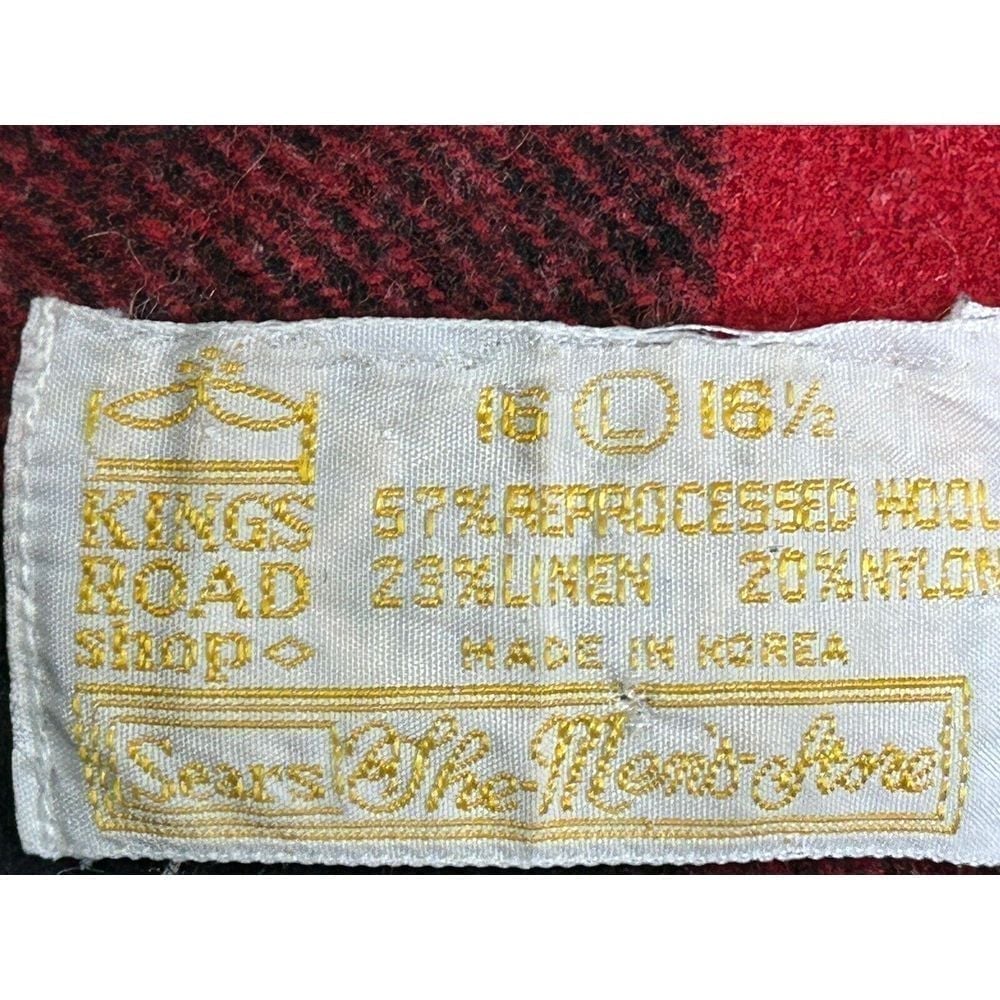 16 L 16½
KINGS
ROAD
shop
57% REPROCESSED WOOL
23% LINEN 20% NYLON
MADE IN KOREA
Sears The Men's Store